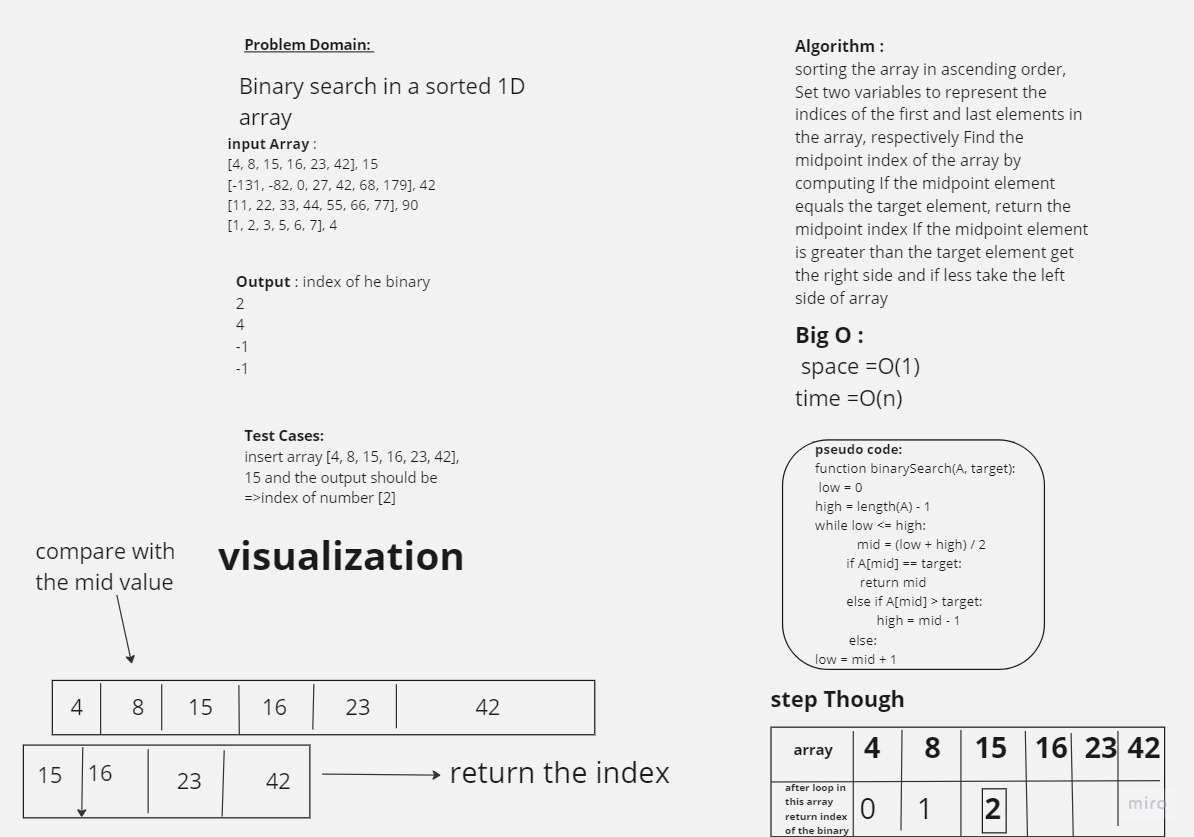 Problem Domain:
Binary search in a sorted 1D
array
input Array :
[4, 8, 15, 16, 23, 42], 15
[-131, -82, 0, 27, 42, 68, 179], 42
[11, 22, 33, 44, 55, 66, 77], 90
[1, 2, 3, 5, 6, 7], 4
Output : index of he binary
2
4
-1
-1
Test Cases:
insert array [4, 8, 15, 16, 23, 42],
15 and the output should be
=>index of number [2]
visualization
compare with
the mid value
4 8 15 16 23 42
15 16 23 42
return the index
Algorithm :
sorting the array in ascending order,
Set two variables to represent the
indices of the first and last elements in
the array, respectively Find the
midpoint index of the array by
computing If the midpoint element
equals the target element, return the
midpoint index If the midpoint element
is greater than the target element get
the right side and if less take the left
side of array
Big O :
space =O(1)
time =O(n)
pseudo code:
function binarySearch(A, target):
low = 0
high = length(A) - 1
while low <= high:
mid = (low + high) / 2
if A[mid] == target:
return mid
else if A[mid] > target:
high = mid - 1
else:
low = mid + 1
step Though
array 4 8 15 16 23 42
after loop in
this array
return index
of the binary
0 1 2
miro